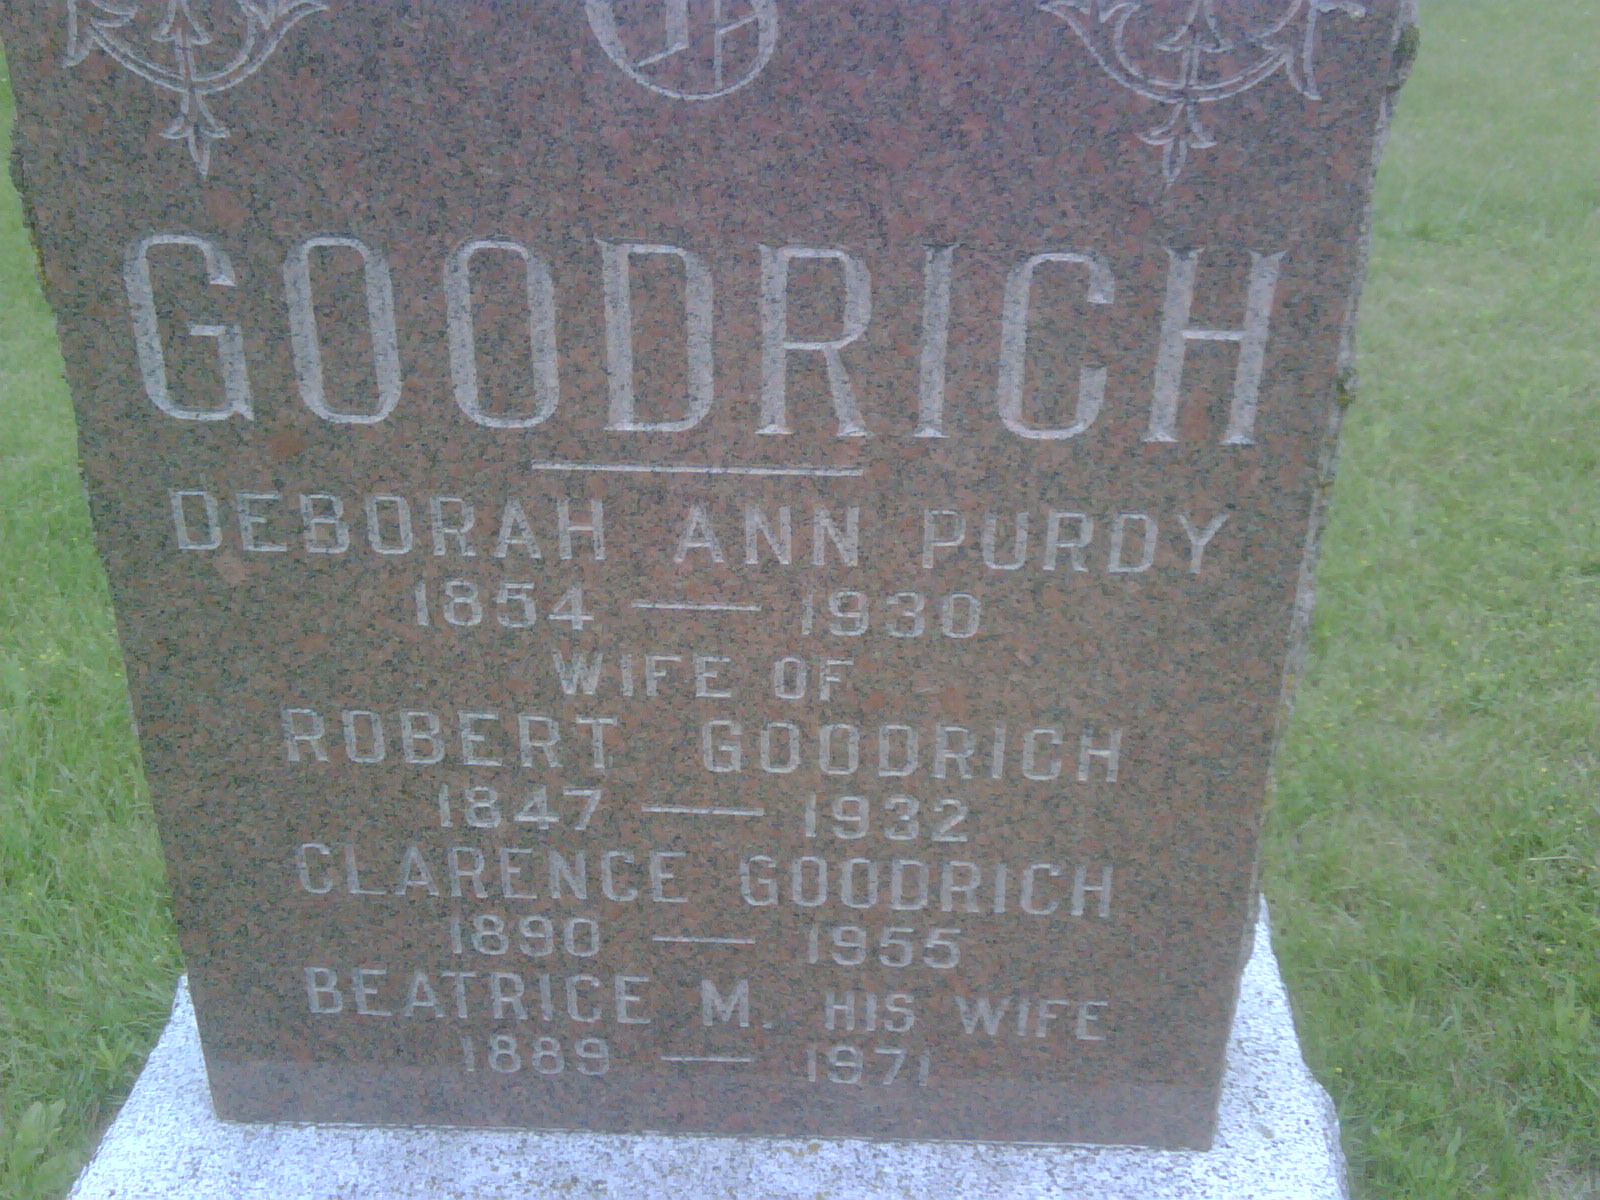 G
GOODRICH
DEBORAH ANN PURDY
1854 — 1930
WIFE OF
ROBERT GOODRICH
1847 — 1932
CLARENCE GOODRICH
1890 — 1955
BEATRICE M. HIS WIFE
1889 — 1971